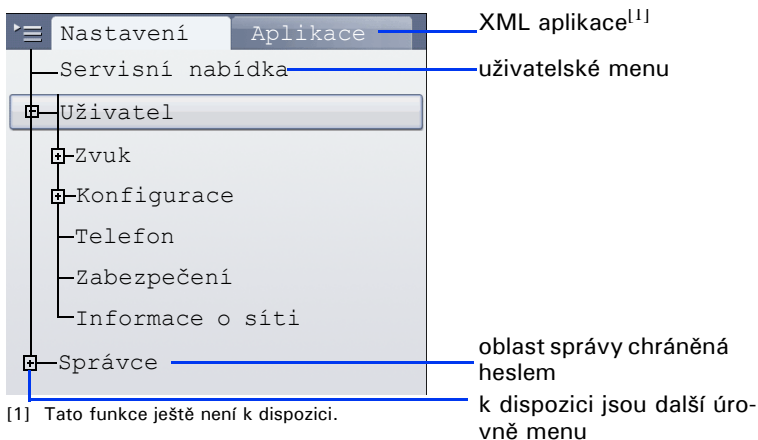 Nastavení Aplikace XML aplikace[1]
Servisní nabídka uživatelské menu
Uživatel
Zvuk
Konfigurace
Telefon
Zabezpečení
Informace o síti
Správce oblast správy chráněná
heslem
[1] Tato funkce ještě není k dispozici.
k dispozici jsou další úro-
vně menu